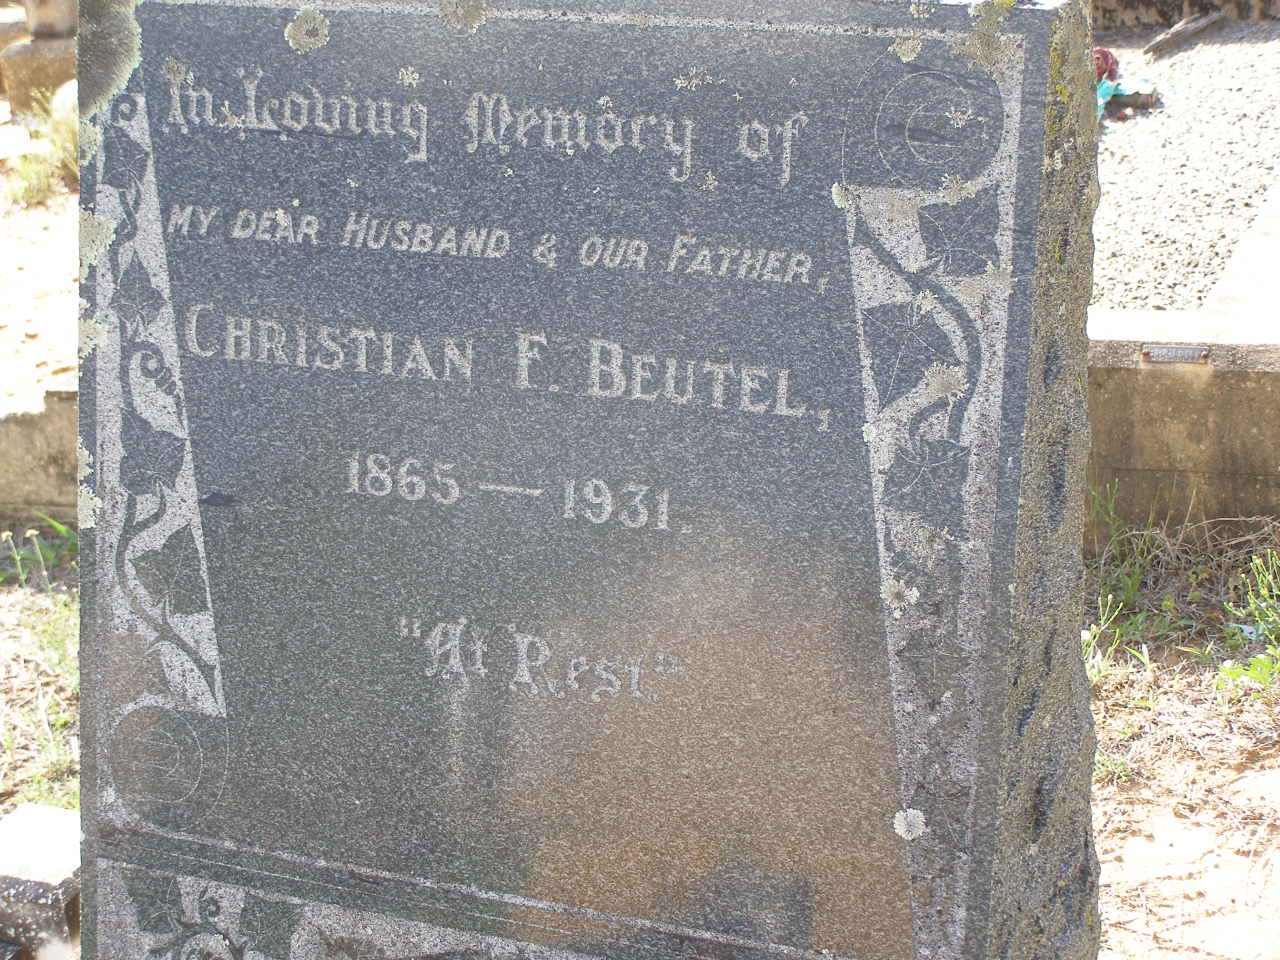 In Loving Memory of
MY DEAR HUSBAND & OUR FATHER,
CHRISTIAN F. BEUTEL,
1865 — 1931.
"At Rest"